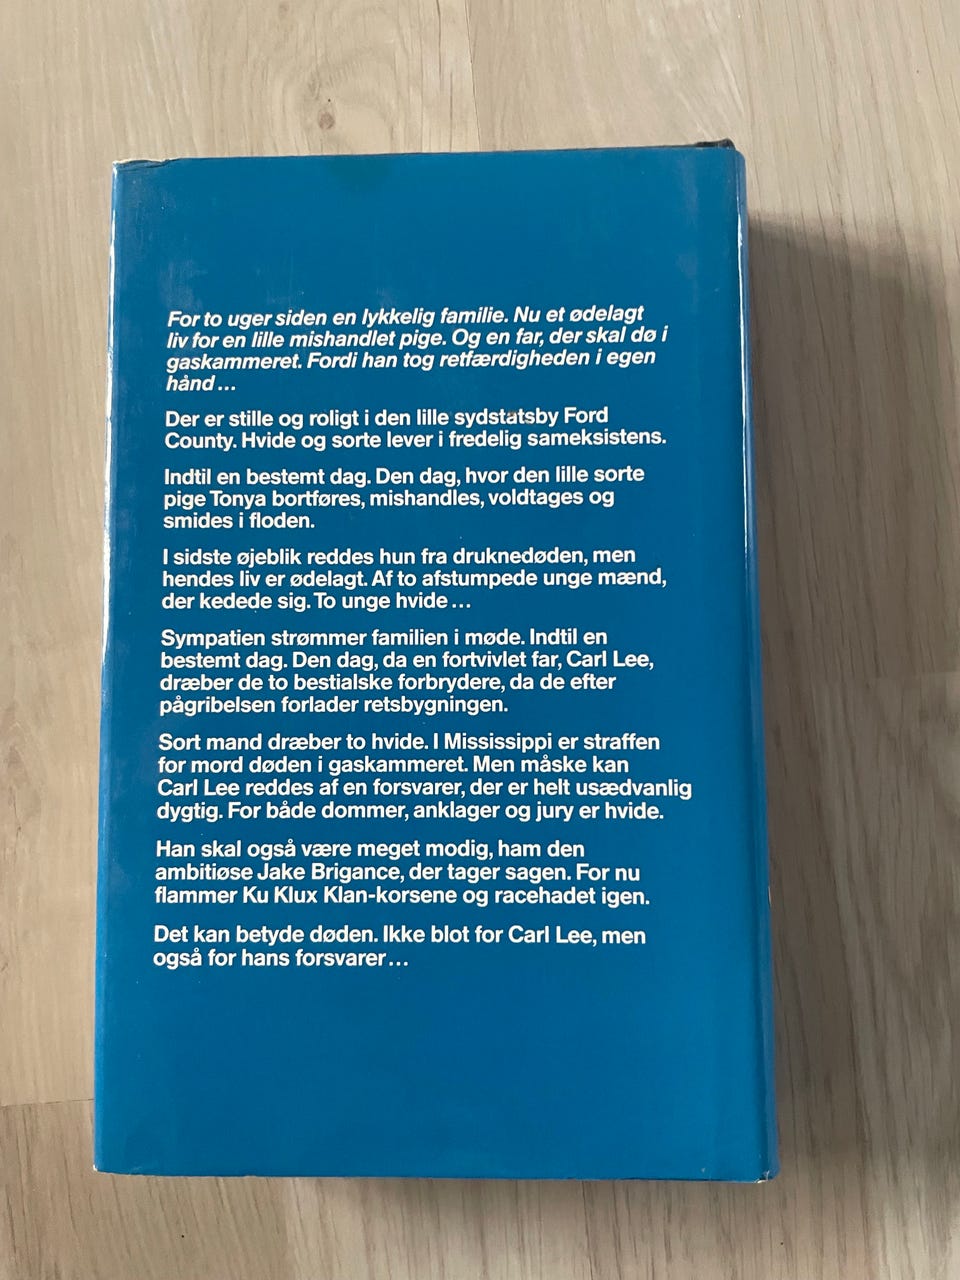 For to uger siden en lykkelig familie. Nu et ødelagt
liv for en lille mishandlet pige. Og en far, der skal dø i
gaskammeret. Fordi han tog retfærdigheden i egen
hånd...
Der er stille og roligt i den lille sydstatsby Ford
County. Hvide og sorte lever i fredelig sameksistens.
Indtil en bestemt dag. Den dag, hvor den lille sorte
pige Tonya bortføres, mishandles, voldtages og
smides i floden.
I sidste øjeblik reddes hun fra druknedøden, men
hendes liv er ødelagt. Af to afstumpede unge mænd,
der kedede sig. To unge hvide...
Sympatien strømmer familien i møde. Indtil en
bestemt dag. Den dag, da en fortvivlet far, Carl Lee,
dræber de to bestialske forbrydere, da de efter
pågribelsen forlader retsbygningen.
Sort mand dræber to hvide. I Mississippi er straffen
for mord døden i gaskammeret. Men måske kan
Carl Lee reddes af en forsvarer, der er helt usædvanlig
dygtig. For både dommer, anklager og jury er hvide.
Han skal også være meget modig, ham den
ambitiøse Jake Brigance, der tager sagen. For nu
flammer Ku Klux Klan-korsene og racehadet igen.
Det kan betyde døden. Ikke blot for Carl Lee, men
også for hans forsvarer...